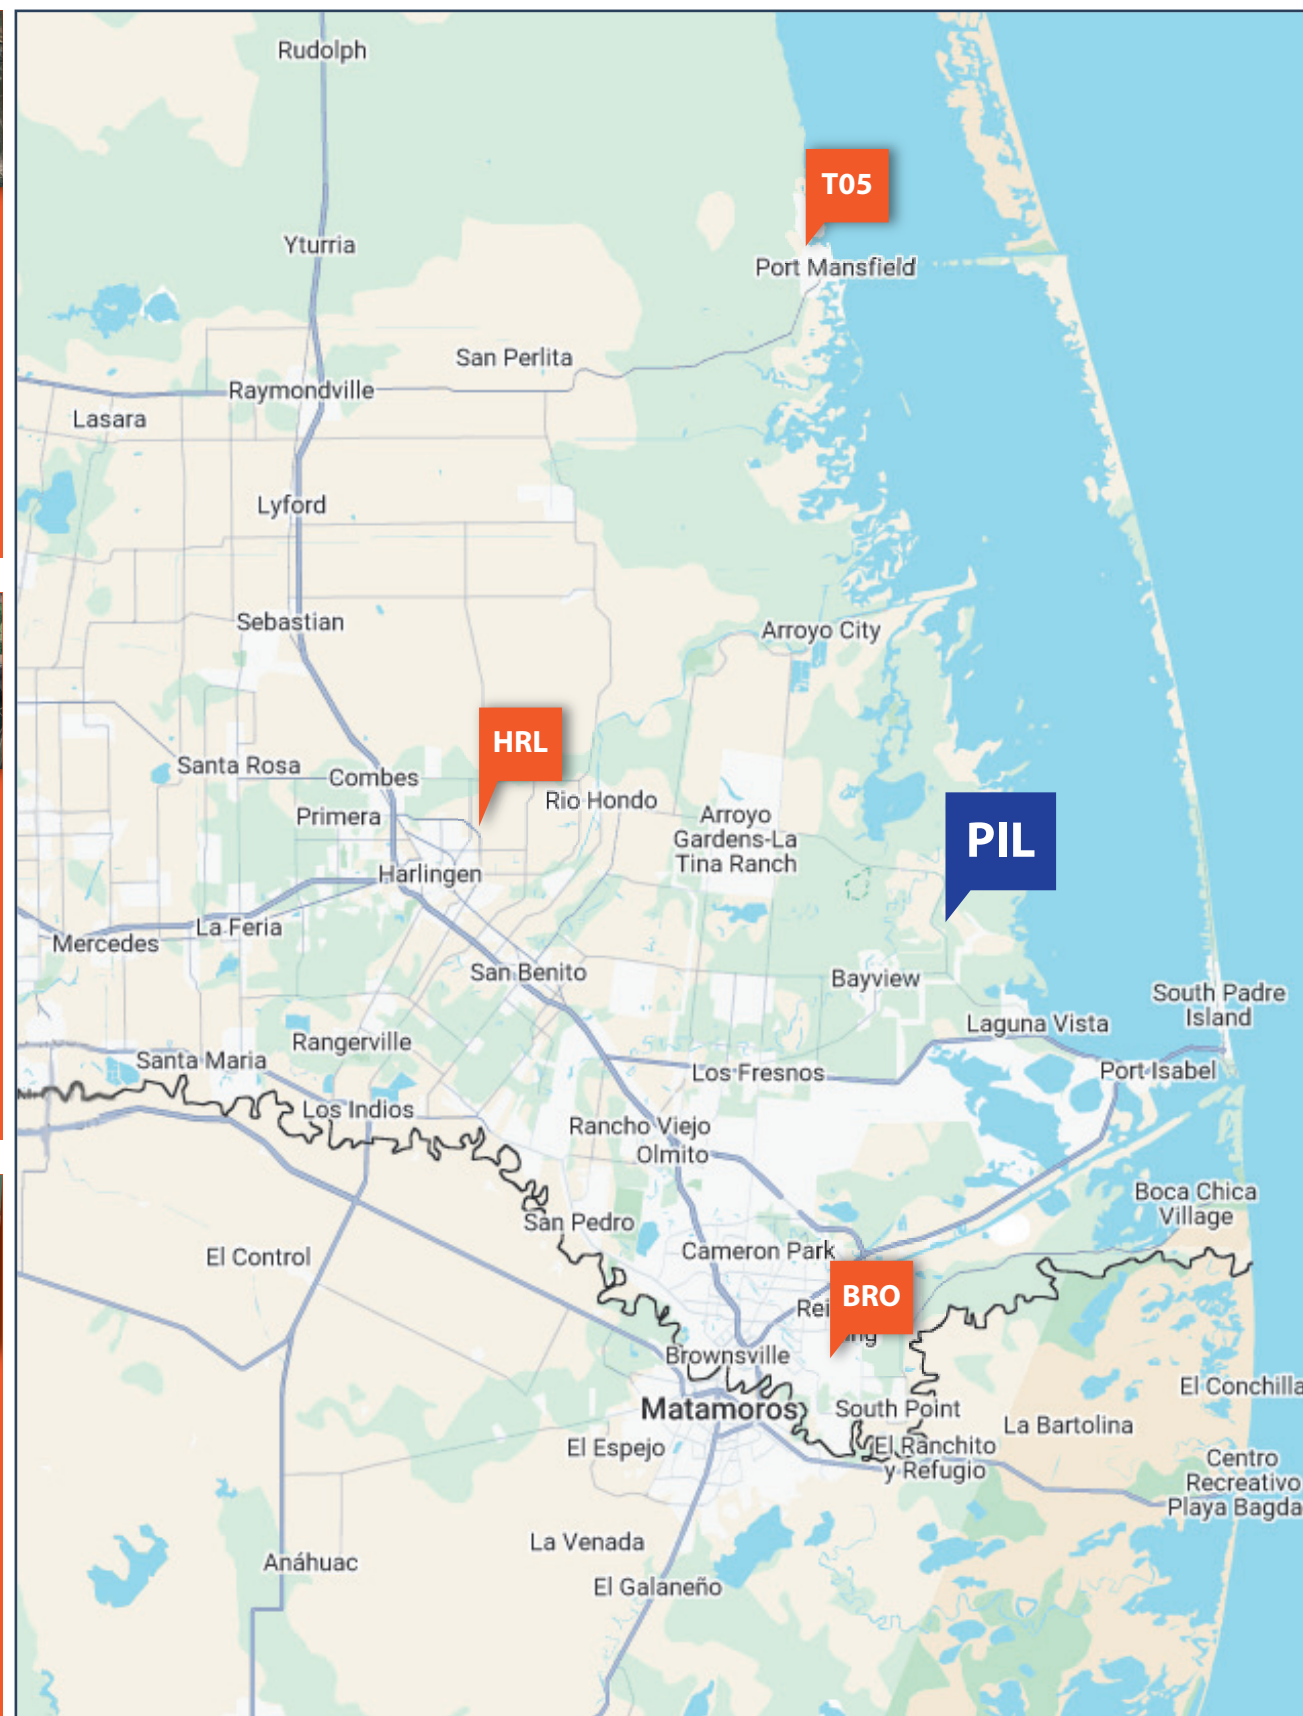 Rudolph
T05
Yturria
Port Mansfield
San Perlita
Raymondville
Lasara
Lyford
Sebastian
Arroyo City
HRL
Santa Rosa
Combes
Rio Hondo
Primera
Arroyo
Gardens-La
Tina Ranch
PIL
Harlingen
La Feria
Mercedes
San Benito
Bayview
South Padre
Island
Laguna Vista
Rangerville
Santa Maria
Los Fresnos
Port Isabel
Los Indios
Rancho Viejo
Olmito
Boca Chica
Village
San Pedro
Cameron Park
El Control
BRO
Brownsville
El Conchilla
Matamoros
South Point
La Bartolina
El Espejo
El Ranchito
y Refugio
Centro
Recreativo
Playa Bagda
La Venada
Anáhuac
El Galaneño